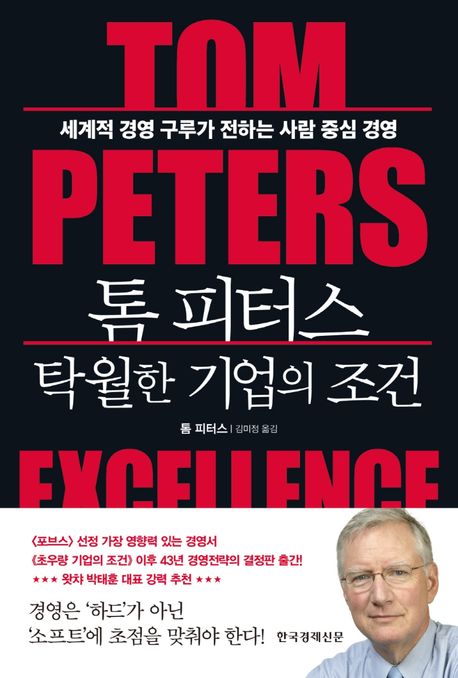 TOM
세계적 경영 구루가 전하는 사람 중심 경영
PETERS
톰 피터스
탁월한 기업의 조건
톰 피터스 | 김미정 옮김
EXCELLENCE
〈포브스〉 선정 가장 영향력 있는 경영서
《초우량 기업의 조건》 이후 43년 경영전략의 결정판 출간!
★★★ 왓챠 박태훈 대표 강력 추천 ★★★
경영은 ‘하드’가 아닌
‘소프트’에 초점을 맞춰야 한다!
한국경제신문